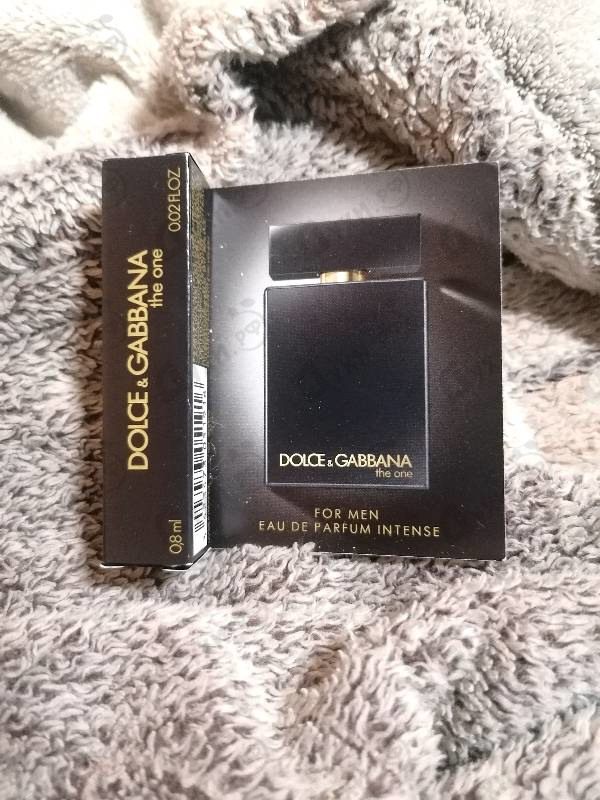 DOLCE & GABBANA
the one
0.02 FL.OZ
0,8 ml
DOLCE & GABBANA
the one
FOR MEN
EAU DE PARFUM INTENSE